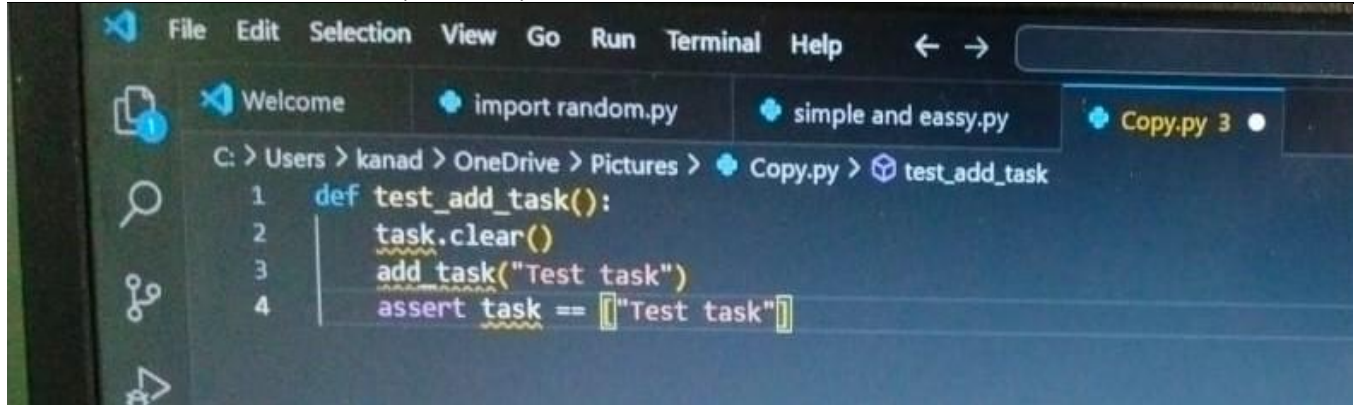 File Edit Selection View Go Run Terminal Help
Welcome import random.py simple and eassy.py Copy.py 3
1
C: > Users > kanad > OneDrive > Pictures > Copy.py > test_add_task
1 def test_add_task():
2 task.clear()
3 add_task("Test task")
4 assert task == ["Test task"]